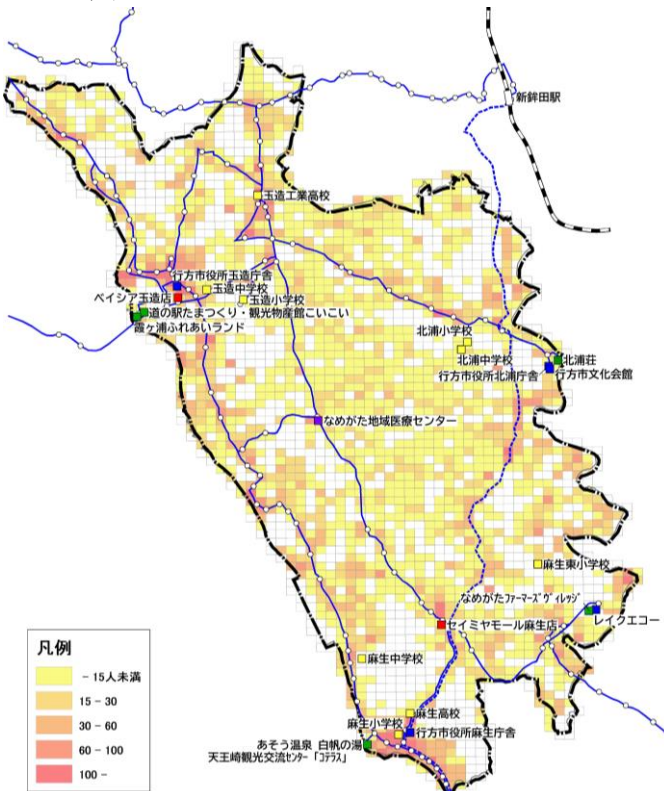 新鉾田駅
玉造工業高校
行方市役所玉造庁舎
玉造中学校
ベイシア玉造店
玉造小学校
道の駅たまつくり・観光物産館こいこい
霞ヶ浦ふれあいランド
北浦小学校
北浦中学校
北浦荘
行方市役所北浦庁舎
行方市文化会館
なめがた地域医療センター
麻生東小学校
なめがたファーマーズヴィレッジ
レイクエコー
セイミヤモール麻生店
麻生中学校
麻生高校
麻生小学校
行方市役所麻生庁舎
あそう温泉 白帆の湯
天王崎観光交流センター「コテラス」
凡例
- 15人未満
15 - 30
30 - 60
60 - 100
100 -